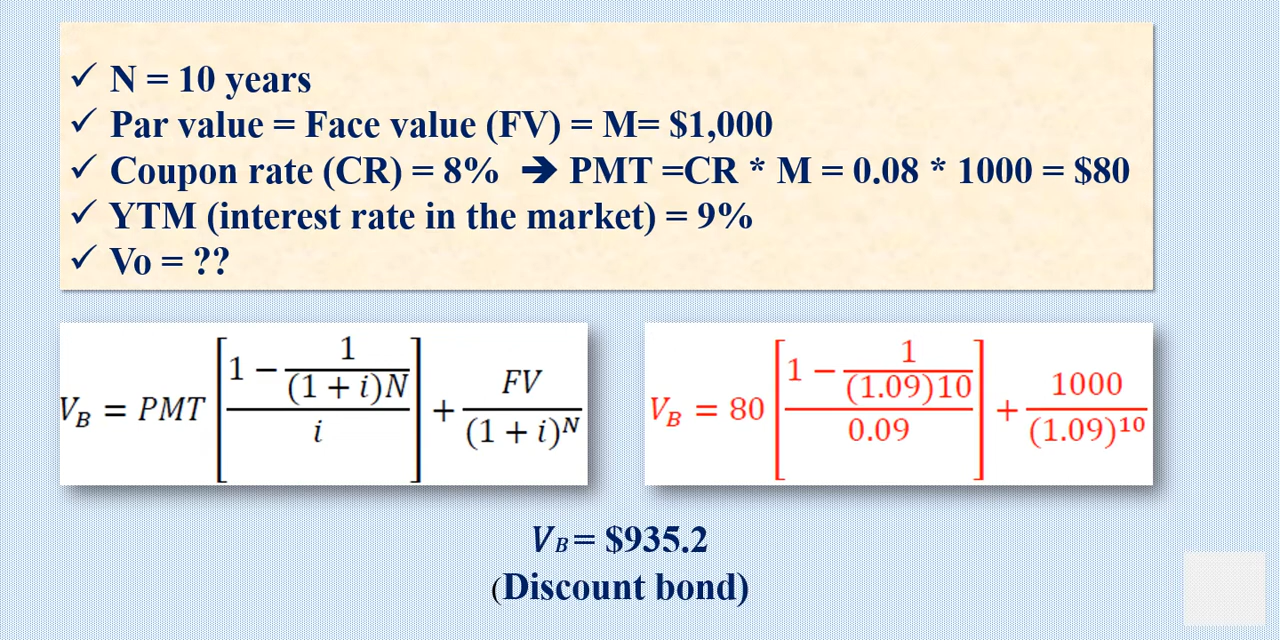 ✓ N = 10 years
✓ Par value = Face value (FV) = M= $1,000
✓ Coupon rate (CR) = 8% ➔ PMT =CR * M = 0.08 * 1000 = $80
✓ YTM (interest rate in the market) = 9%
✓ Vo = ??
V_B = PMT [(1 − 1/((1 + i)N))/i] + FV/(1 + i)^N
V_B = 80 [(1 − 1/((1.09)10))/0.09] + 1000/(1.09)^10
V_B = $935.2
(Discount bond)